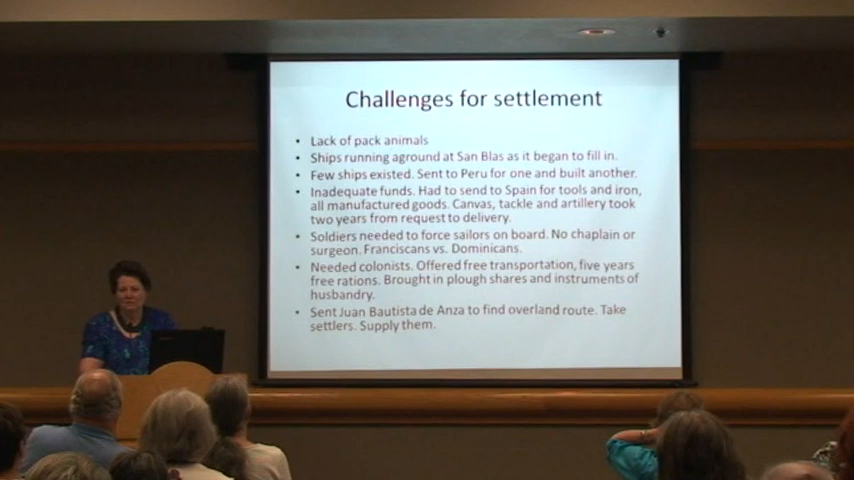 Challenges for settlement
• Lack of pack animals
• Ships running aground at San Blas as it began to fill in.
• Few ships existed. Sent to Peru for one and built another.
• Inadequate funds. Had to send to Spain for tools and iron,
all manufactured goods. Canvas, tackle and artillery took
two years from request to delivery.
• Soldiers needed to force sailors on board. No chaplain or
surgeon. Franciscans vs. Dominicans.
• Needed colonists. Offered free transportation, five years
free rations. Brought in plough shares and instruments of
husbandry.
• Sent Juan Bautista de Anza to find overland route. Take
settlers. Supply them.